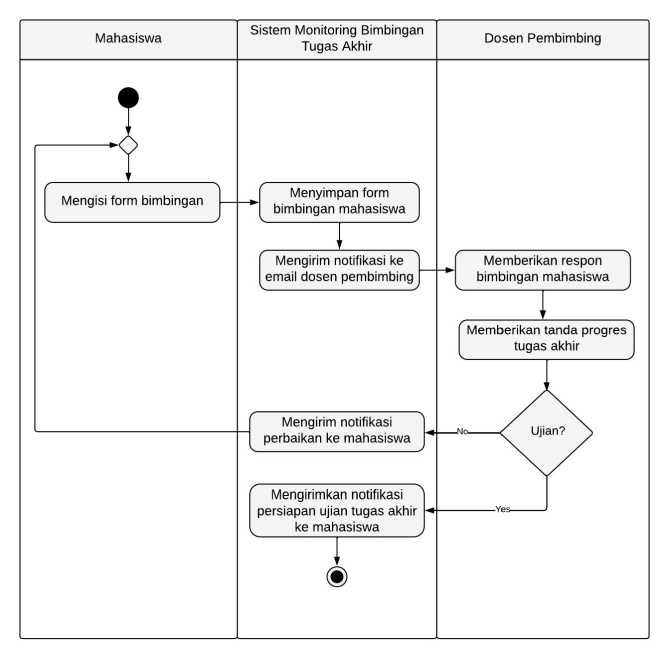 Mahasiswa
Sistem Monitoring Bimbingan
Tugas Akhir
Dosen Pembimbing
Mengisi form bimbingan
Menyimpan form
bimbingan mahasiswa
Mengirim notifikasi ke
email dosen pembimbing
Memberikan respon
bimbingan mahasiswa
Memberikan tanda progres
tugas akhir
Ujian?
No
Mengirim notifikasi
perbaikan ke mahasiswa
Yes
Mengirimkan notifikasi
persiapan ujian tugas akhir
ke mahasiswa